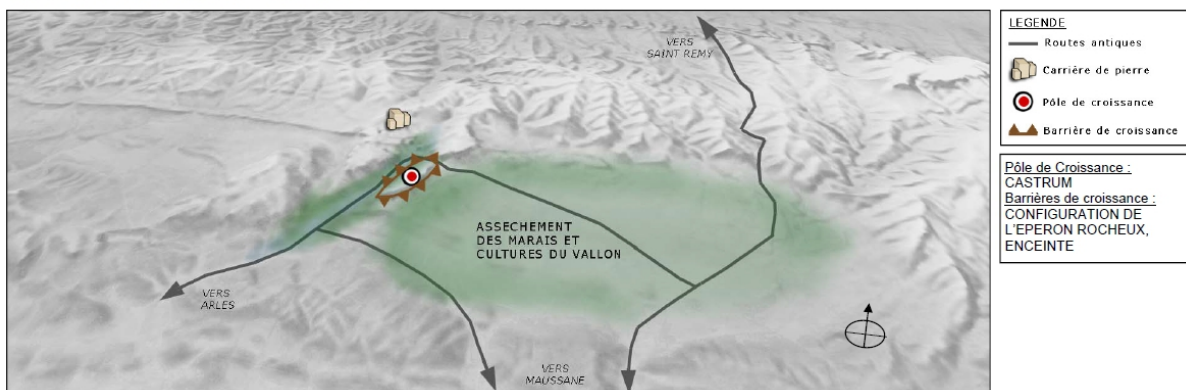 VERS
SAINT REMY
ASSECHEMENT
DES MARAIS ET
CULTURES DU VALLON
VERS
ARLES
VERS
MAUSSANE
LEGENDE
Routes antiques
Carrière de pierre
Pôle de croissance
Barrière de croissance
Pôle de Croissance :
CASTRUM
Barrières de croissance :
CONFIGURATION DE
L'EPERON ROCHEUX,
ENCEINTE